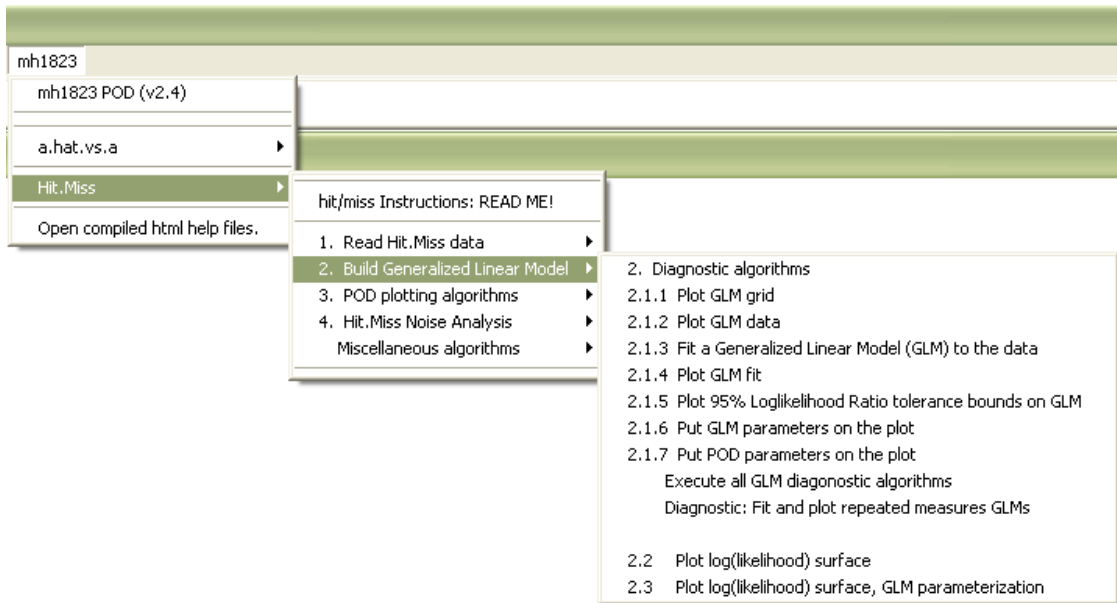 mh1823
mh1823 POD (v2.4)
a.hat.vs.a
Hit.Miss
Open compiled html help files.
hit/miss Instructions: READ ME!
1. Read Hit.Miss data
2. Build Generalized Linear Model
3. POD plotting algorithms
4. Hit.Miss Noise Analysis
Miscellaneous algorithms
2. Diagnostic algorithms
2.1.1 Plot GLM grid
2.1.2 Plot GLM data
2.1.3 Fit a Generalized Linear Model (GLM) to the data
2.1.4 Plot GLM fit
2.1.5 Plot 95% Loglikelihood Ratio tolerance bounds on GLM
2.1.6 Put GLM parameters on the plot
2.1.7 Put POD parameters on the plot
Execute all GLM diagonostic algorithms
Diagnostic: Fit and plot repeated measures GLMs
2.2 Plot log(likelihood) surface
2.3 Plot log(likelihood) surface, GLM parameterization